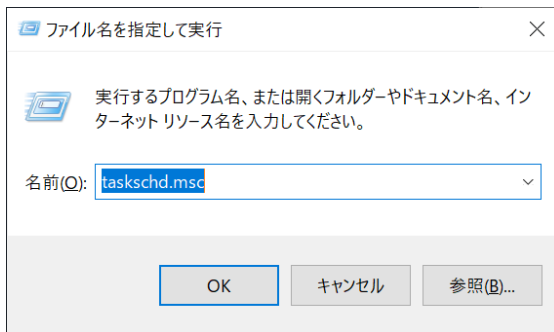 ファイル名を指定して実行
実行するプログラム名、または開くフォルダーやドキュメント名、イン
ターネット リソース名を入力してください。
名前(O): taskschd.msc
OK キャンセル 参照(B)...